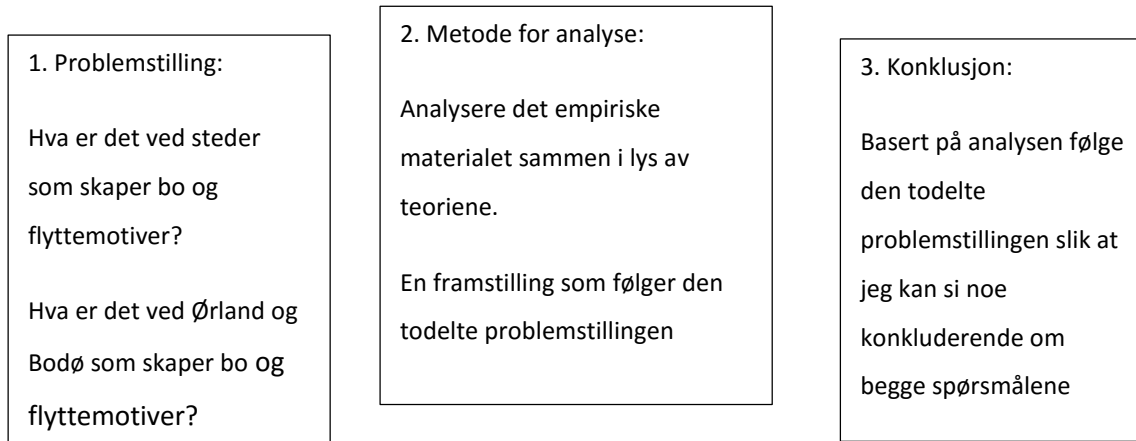 1. Problemstilling:
Hva er det ved steder
som skaper bo og
flyttemotiver?
Hva er det ved Ørland og
Bodø som skaper bo og
flyttemotiver?
2. Metode for analyse:
Analysere det empiriske
materialet sammen i lys av
teoriene.
En framstilling som følger den
todelte problemstillingen
3. Konklusjon:
Basert på analysen følge
den todelte
problemstillingen slik at
jeg kan si noe
konkluderende om
begge spørsmålene